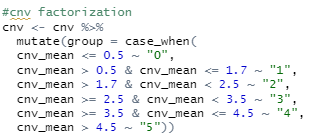 #cnv factorization
cnv <- cnv %>%
mutate(group = case_when(
cnv_mean <= 0.5 ~ "0",
cnv_mean > 0.5 & cnv_mean <= 1.7 ~ "1",
cnv_mean > 1.7 & cnv_mean < 2.5 ~ "2",
cnv_mean >= 2.5 & cnv_mean < 3.5 ~ "3",
cnv_mean >= 3.5 & cnv_mean <= 4.5 ~ "4",
cnv_mean > 4.5 ~ "5"))